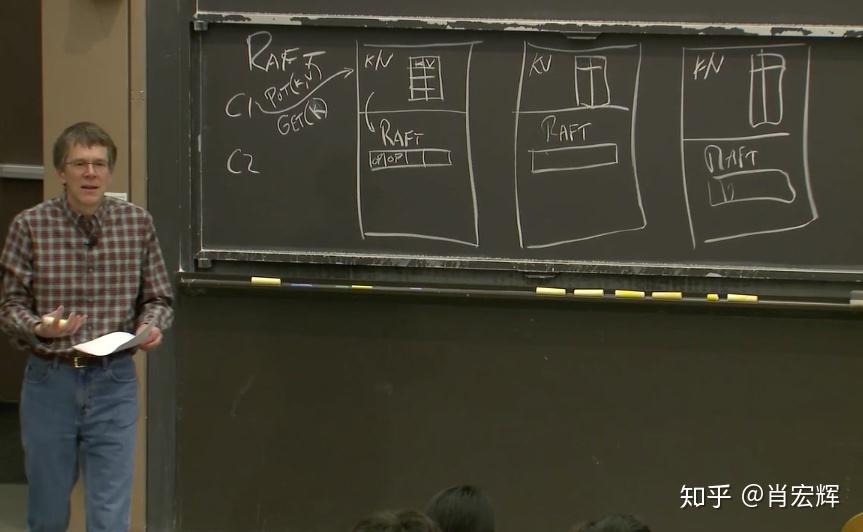 RAFT
C1 PUT(K,V)
GET(K)
C2
KV KV
RAFT
OP OP
KV
RAFT
KV
RAFT
知乎 @肖宏辉